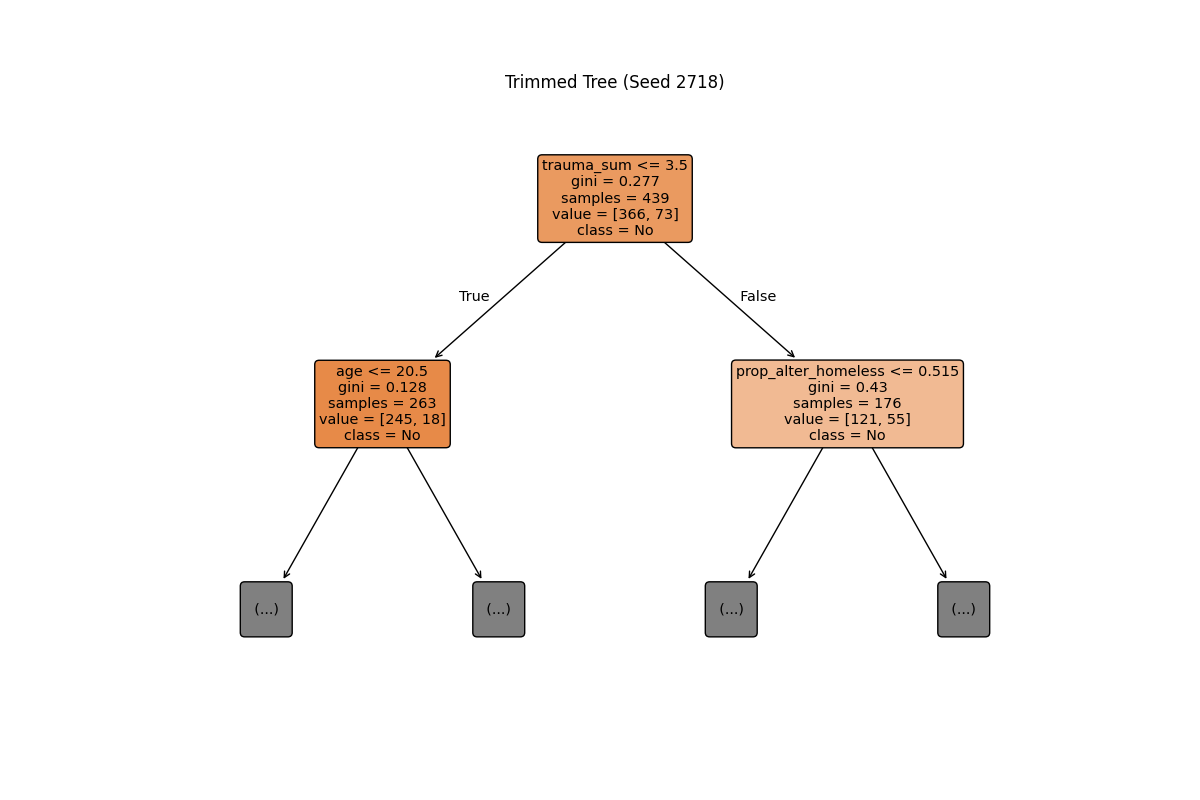 Trimmed Tree (Seed 2718)
trauma_sum <= 3.5
gini = 0.277
samples = 439
value = [366, 73]
class = No
True
False
age <= 20.5
gini = 0.128
samples = 263
value = [245, 18]
class = No
prop_alter_homeless <= 0.515
gini = 0.43
samples = 176
value = [121, 55]
class = No
(...)
(...)
(...)
(...)